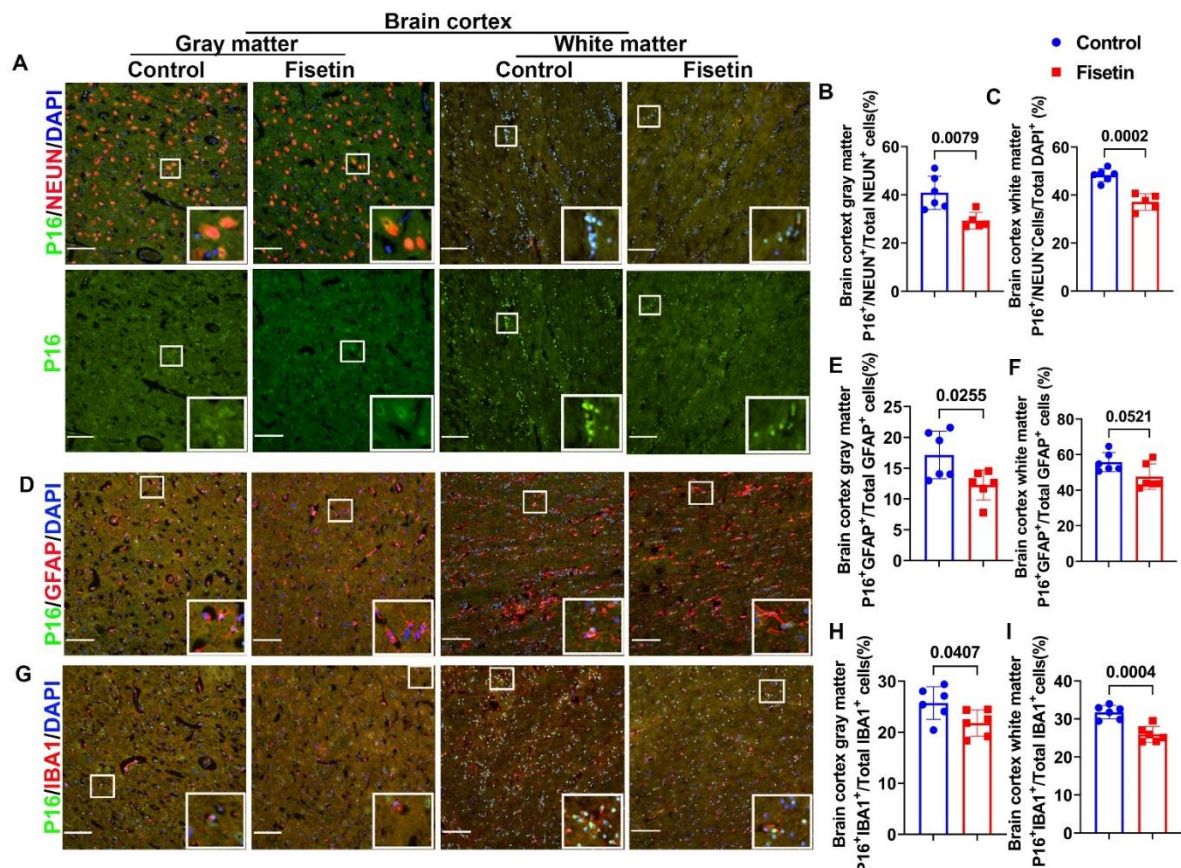 Brain cortex
Gray matter
White matter
Control
Fisetin
Control
Fisetin
Control
Fisetin
A
P16/NEUN/DAPI
P16
B
Brain cortext gray matter
P16⁺/NEUN⁺/Total NEUN⁺ cells(%)
60
40
20
0
0.0079
C
Brain cortex white matter
P16⁺/NEUN⁻Cells/Total DAPI⁺ (%)
60
40
20
0
0.0002
D
P16/GFAP/DAPI
E
Brain cortex gray matter
P16⁺GFAP⁺/Total GFAP⁺ cells(%)
25
20
15
10
5
0
0.0255
F
Brain cortex white matter
P16⁺GFAP⁺/Total GFAP⁺ cells (%)
80
60
40
20
0
0.0521
G
P16/IBA1/DAPI
H
Brain cortex gray matter
P16⁺IBA1⁺/Total IBA1⁺ cells(%)
30
20
10
0
0.0407
I
Brain cortex white matter
P16⁺IBA1⁺/Total IBA1⁺cells(%)
40
30
20
10
0
0.0004